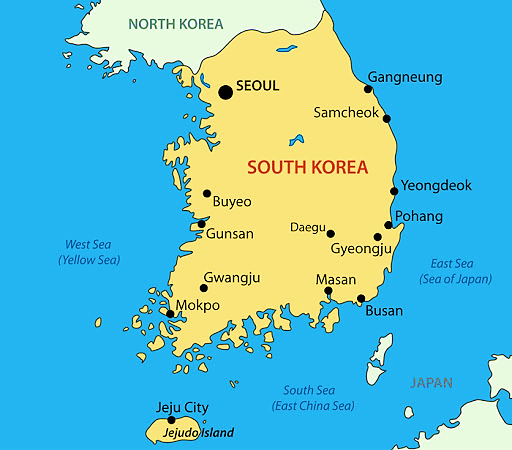 NORTH KOREA
Gangneung
SEOUL
Samcheok
SOUTH KOREA
Yeongdeok
Buyeo
Pohang
Daegu
Gunsan
Gyeongju
West Sea
(Yellow Sea)
East Sea
(Sea of Japan)
Gwangju
Masan
Mokpo
Busan
JAPAN
South Sea
(East China Sea)
Jeju City
Jejudo Island